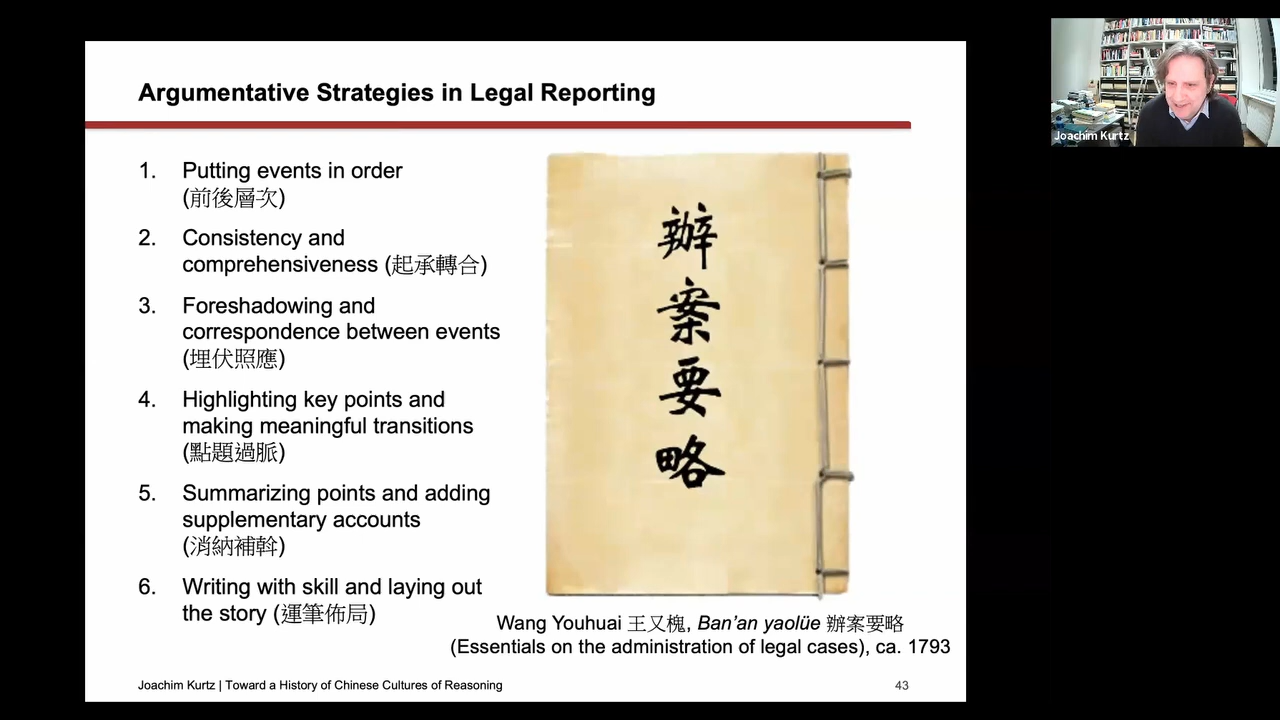 Argumentative Strategies in Legal Reporting
1. Putting events in order
(前後層次)
2. Consistency and
comprehensiveness (起承轉合)
3. Foreshadowing and
correspondence between events
(埋伏照應)
4. Highlighting key points and
making meaningful transitions
(點題過脈)
5. Summarizing points and adding
supplementary accounts
(消納補斡)
6. Writing with skill and laying out
the story (運筆佈局)
辦案要略
Wang Youhuai 王又槐, Ban’an yaolüe 辦案要略
(Essentials on the administration of legal cases), ca. 1793
Joachim Kurtz | Toward a History of Chinese Cultures of Reasoning
43
Joachim Kurtz